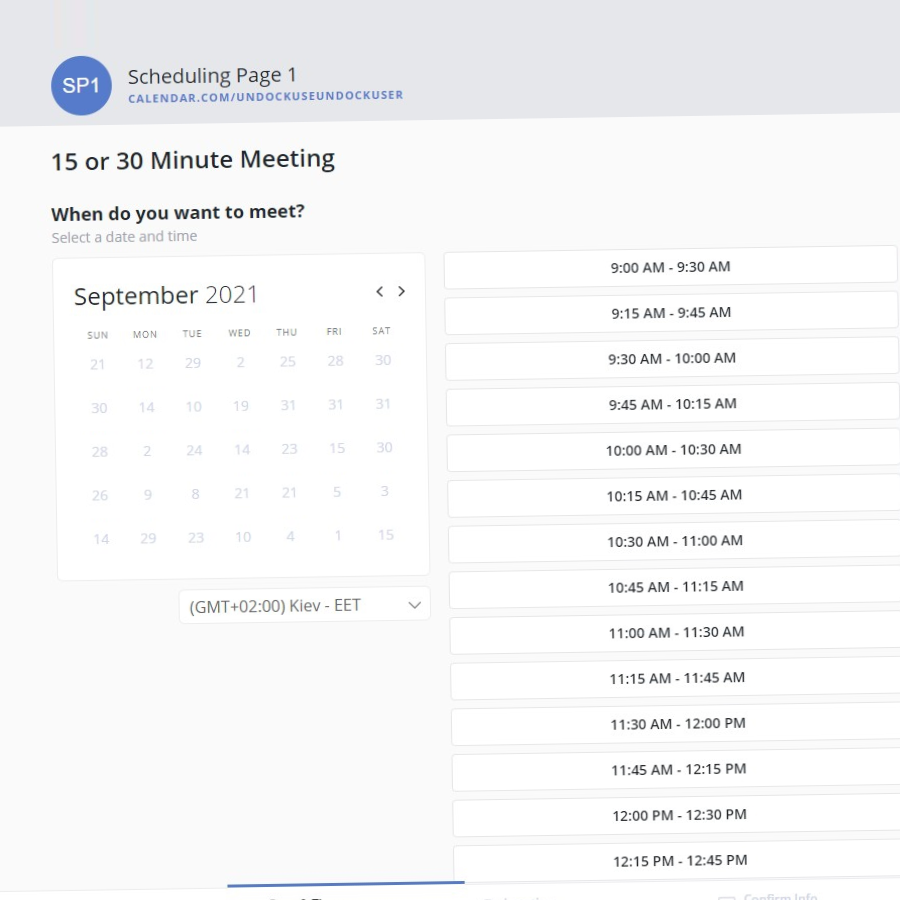 SP1
Scheduling Page 1
CALENDAR.COM/UNDOCKUSEUNDOCKUSER
15 or 30 Minute Meeting
When do you want to meet?
Select a date and time
September 2021
SUN MON TUE WED THU FRI SAT
21 12 29 2 25 28 30
30 14 10 19 31 31 31
28 2 24 14 23 15 30
26 9 8 21 21 5 3
14 29 23 10 4 1 15
(GMT+02:00) Kiev - EET
9:00 AM - 9:30 AM
9:15 AM - 9:45 AM
9:30 AM - 10:00 AM
9:45 AM - 10:15 AM
10:00 AM - 10:30 AM
10:15 AM - 10:45 AM
10:30 AM - 11:00 AM
10:45 AM - 11:15 AM
11:00 AM - 11:30 AM
11:15 AM - 11:45 AM
11:30 AM - 12:00 PM
11:45 AM - 12:15 PM
12:00 PM - 12:30 PM
12:15 PM - 12:45 PM
Confirm Info